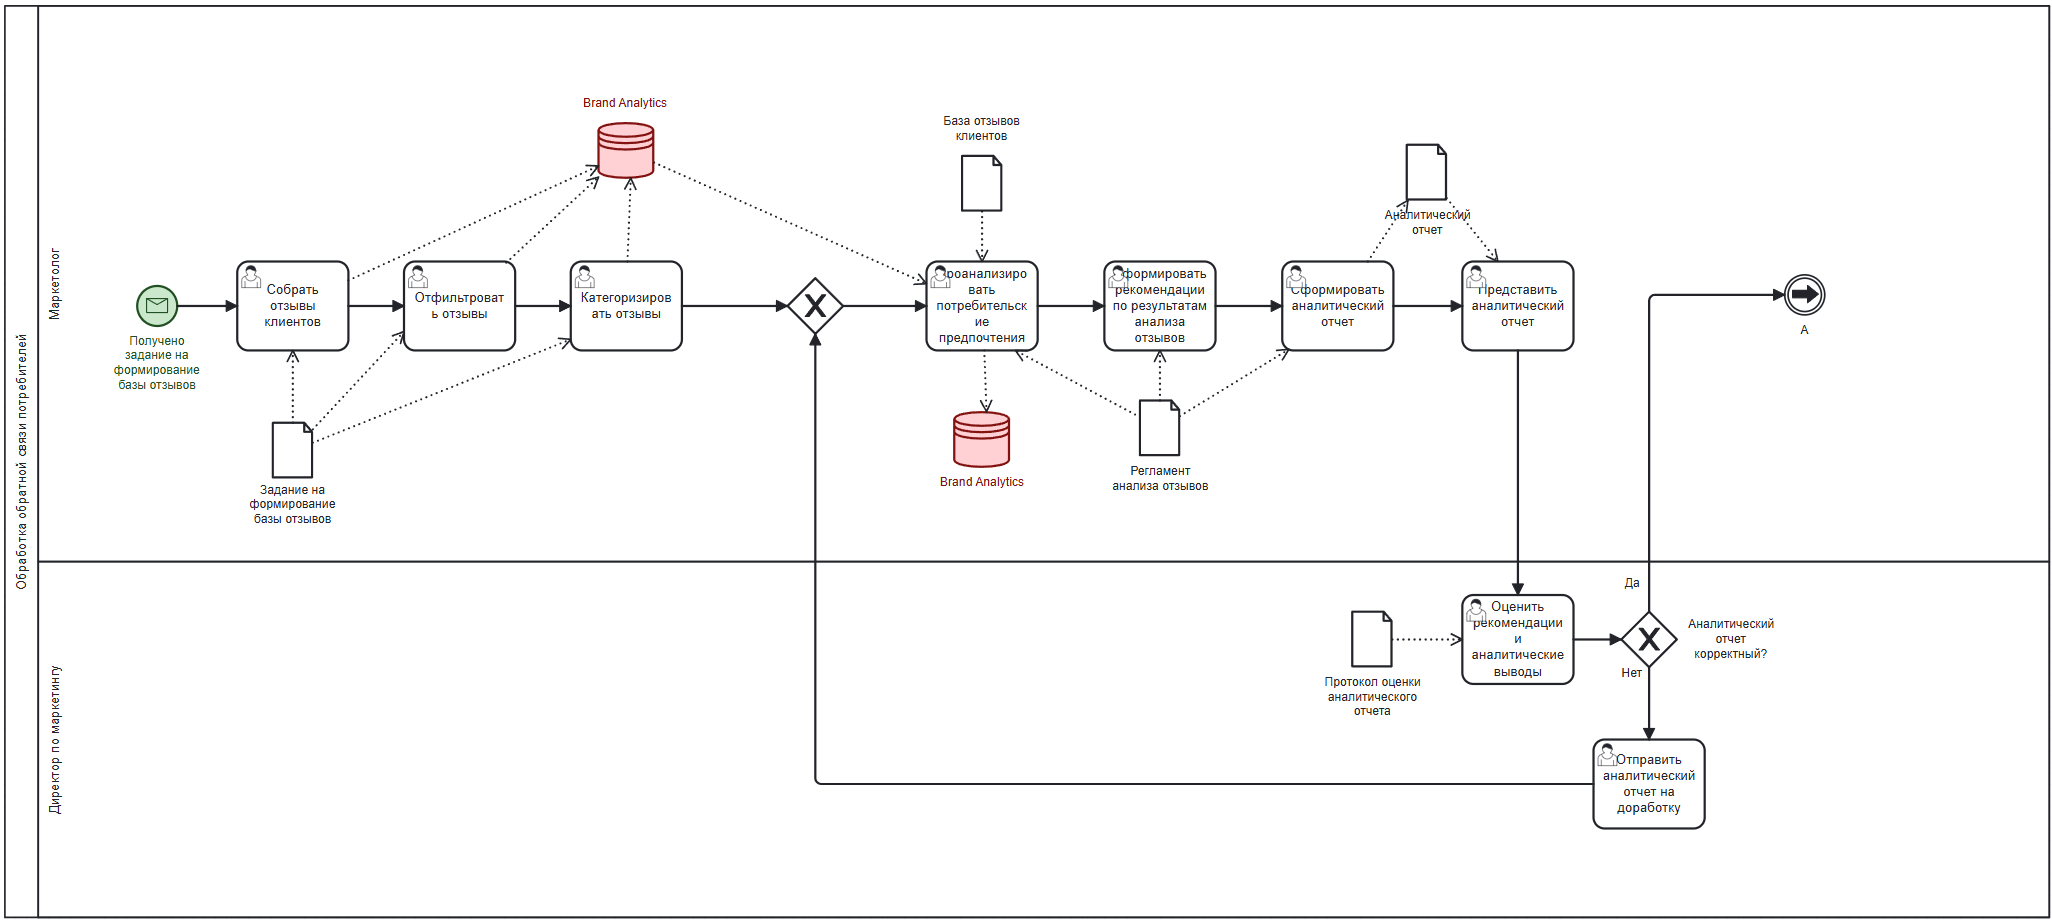 Обработка обратной связи потребителей
Маркетолог
Получено
задание на
формирование
базы отзывов
Собрать
отзывы
клиентов
Задание на
формирование
базы отзывов
Отфильтроват
ь отзывы
Категоризиров
ать отзывы
Brand Analytics
X
База отзывов
клиентов
роанализиро
вать
потребительск
ие
предпочтения
Brand Analytics
формировать
рекомендации
по результатам
анализа
отзывов
Регламент
анализа отзывов
Сформировать
аналитический
отчет
Аналитический
отчет
Представить
аналитический
отчет
А
Директор по маркетингу
Протокол оценки
аналитического
отчета
Оценить
рекомендации
и
аналитические
выводы
Да
X
Аналитический
отчет
корректный?
Нет
Отправить
аналитический
отчет на
доработку